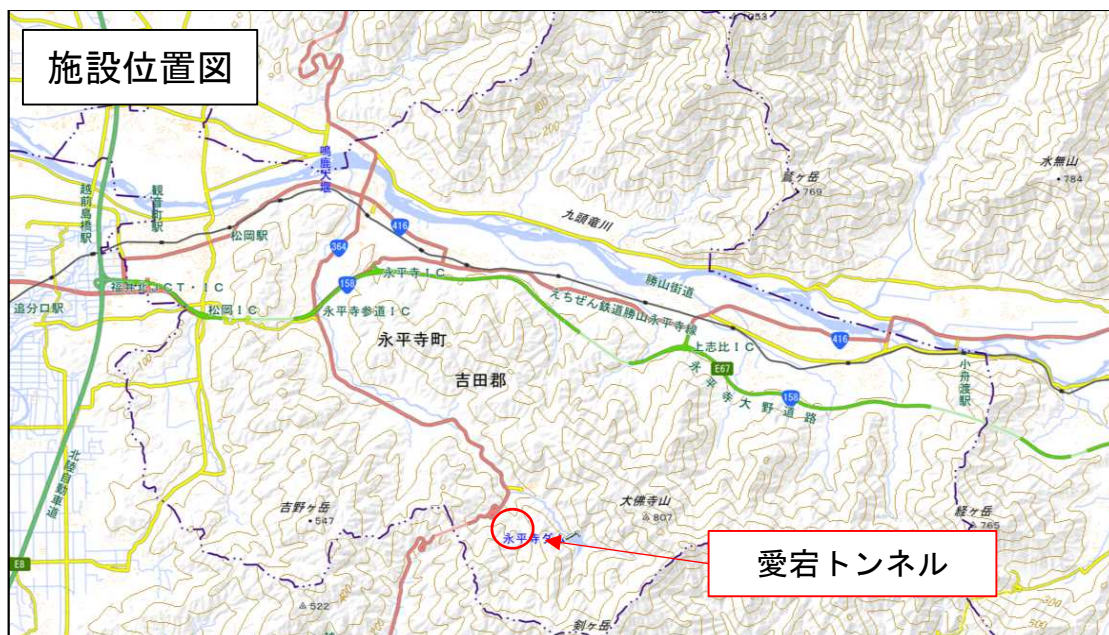 施設位置図
1053
400
200
鳴鹿大堰
鷲ヶ岳
769
水無山
784
越前島橋駅
観音町駅
松岡駅
九頭竜川
416
364
永平寺IC
158
勝山街道
福井北JCT・IC
追分口駅
松岡IC
永平寺参道IC
えちぜん鉄道勝山永平寺線
永平寺町
上志比IC
416
吉田郡
E67
小舟渡駅
158
永平寺大野道路
北陸自動車道
吉野ヶ岳
547
大佛寺山
807
経ヶ岳
765
永平寺ダム
愛宕トンネル
E8
522
400
剣ヶ岳
300
500